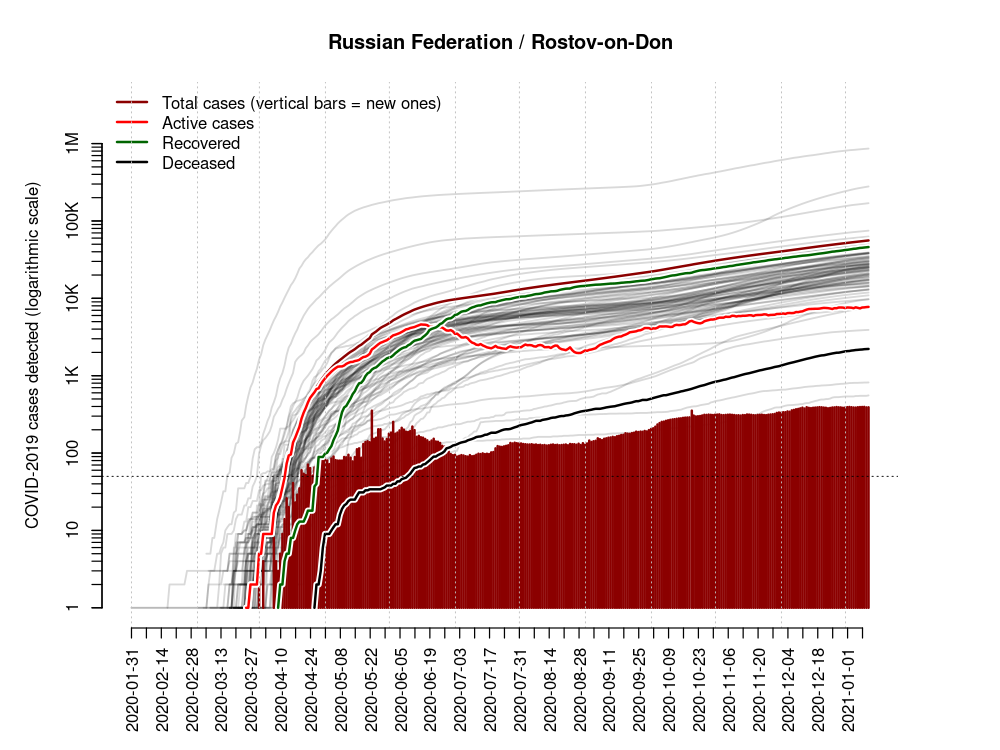 Russian Federation / Rostov-on-Don
Total cases (vertical bars = new ones)
Active cases
Recovered
Deceased
COVID-2019 cases detected (logarithmic scale)
1M
100K
10K
1K
100
10
1
2020-01-31
2020-02-14
2020-02-28
2020-03-13
2020-03-27
2020-04-10
2020-04-24
2020-05-08
2020-05-22
2020-06-05
2020-06-19
2020-07-03
2020-07-17
2020-07-31
2020-08-14
2020-08-28
2020-09-11
2020-09-25
2020-10-09
2020-10-23
2020-11-06
2020-11-20
2020-12-04
2020-12-18
2021-01-01